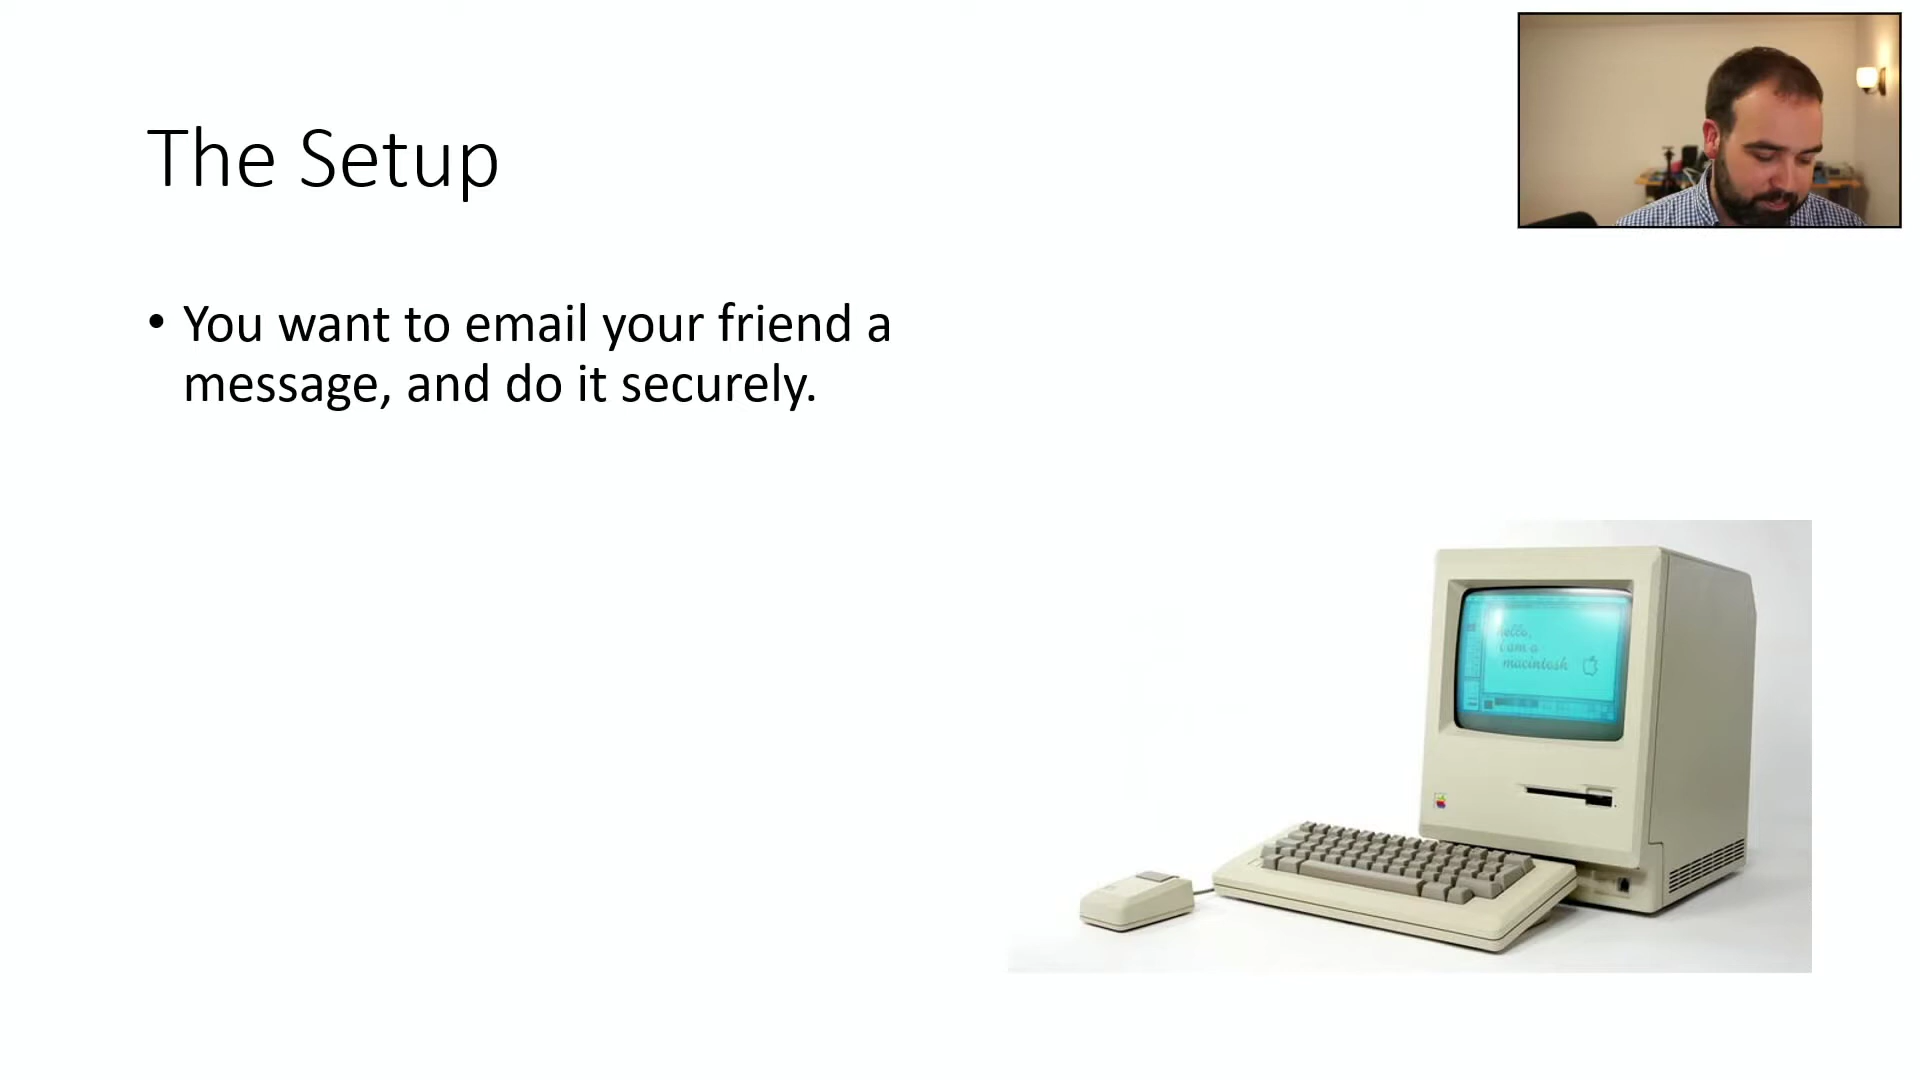 The Setup
• You want to email your friend a
message, and do it securely.
hello,
i am a
macintosh